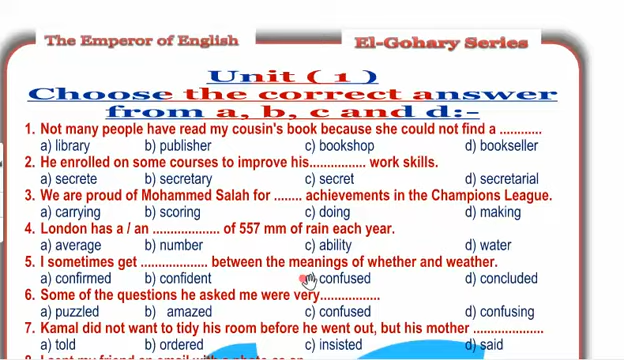 The Emperor of English
El-Gohary Series
Unit ( 1 )
Choose the correct answer
from a, b, c and d:-
1. Not many people have read my cousin's book because she could not find a ............
a) library b) publisher c) bookshop d) bookseller
2. He enrolled on some courses to improve his................ work skills.
a) secrete b) secretary c) secret d) secretarial
3. We are proud of Mohammed Salah for ........ achievements in the Champions League.
a) carrying b) scoring c) doing d) making
4. London has a / an ................ of 557 mm of rain each year.
a) average b) number c) ability d) water
5. I sometimes get ................... between the meanings of whether and weather.
a) confirmed b) confident c) confused d) concluded
6. Some of the questions he asked me were very.................
a) puzzled b) amazed c) confused d) confusing
7. Kamal did not want to tidy his room before he went out, but his mother ....................
a) told b) ordered c) insisted d) said